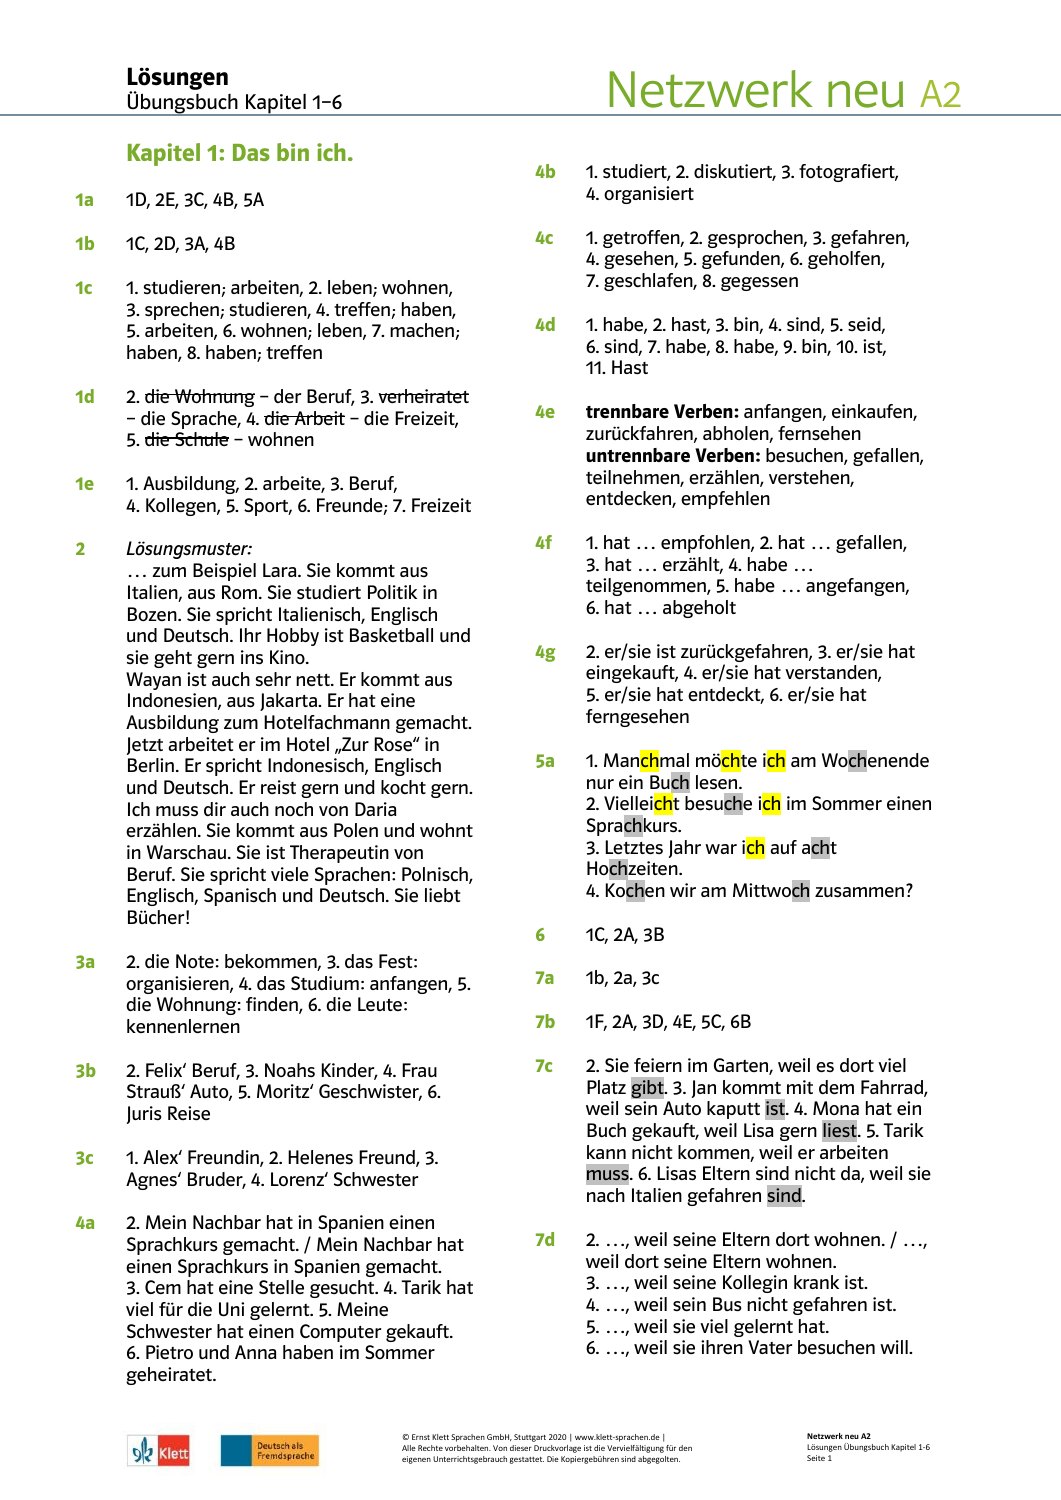 Lösungen
Übungsbuch Kapitel 1–6
Netzwerk neu A2
Kapitel 1: Das bin ich.
1a 1D, 2E, 3C, 4B, 5A
1b 1C, 2D, 3A, 4B
1c 1. studieren; arbeiten, 2. leben; wohnen,
3. sprechen; studieren, 4. treffen; haben,
5. arbeiten, 6. wohnen; leben, 7. machen;
haben, 8. haben; treffen
1d 2. die Wohnung – der Beruf, 3. verheiratet
– die Sprache, 4. die Arbeit – die Freizeit,
5. die Schule – wohnen
1e 1. Ausbildung, 2. arbeite, 3. Beruf,
4. Kollegen, 5. Sport, 6. Freunde; 7. Freizeit
2 Lösungsmuster:
… zum Beispiel Lara. Sie kommt aus
Italien, aus Rom. Sie studiert Politik in
Bozen. Sie spricht Italienisch, Englisch
und Deutsch. Ihr Hobby ist Basketball und
sie geht gern ins Kino.
Wayan ist auch sehr nett. Er kommt aus
Indonesien, aus Jakarta. Er hat eine
Ausbildung zum Hotelfachmann gemacht.
Jetzt arbeitet er im Hotel „Zur Rose“ in
Berlin. Er spricht Indonesisch, Englisch
und Deutsch. Er reist gern und kocht gern.
Ich muss dir auch noch von Daria
erzählen. Sie kommt aus Polen und wohnt
in Warschau. Sie ist Therapeutin von
Beruf. Sie spricht viele Sprachen: Polnisch,
Englisch, Spanisch und Deutsch. Sie liebt
Bücher!
3a 2. die Note: bekommen, 3. das Fest:
organisieren, 4. das Studium: anfangen, 5.
die Wohnung: finden, 6. die Leute:
kennenlernen
3b 2. Felix‘ Beruf, 3. Noahs Kinder, 4. Frau
Strauß‘ Auto, 5. Moritz‘ Geschwister, 6.
Juris Reise
3c 1. Alex‘ Freundin, 2. Helenes Freund, 3.
Agnes‘ Bruder, 4. Lorenz‘ Schwester
4a 2. Mein Nachbar hat in Spanien einen
Sprachkurs gemacht. / Mein Nachbar hat
einen Sprachkurs in Spanien gemacht.
3. Cem hat eine Stelle gesucht. 4. Tarik hat
viel für die Uni gelernt. 5. Meine
Schwester hat einen Computer gekauft.
6. Pietro und Anna haben im Sommer
geheiratet.
4b 1. studiert, 2. diskutiert, 3. fotografiert,
4. organisiert
4c 1. getroffen, 2. gesprochen, 3. gefahren,
4. gesehen, 5. gefunden, 6. geholfen,
7. geschlafen, 8. gegessen
4d 1. habe, 2. hast, 3. bin, 4. sind, 5. seid,
6. sind, 7. habe, 8. habe, 9. bin, 10. ist,
11. Hast
4e trennbare Verben: anfangen, einkaufen,
zurückfahren, abholen, fernsehen
untrennbare Verben: besuchen, gefallen,
teilnehmen, erzählen, verstehen,
entdecken, empfehlen
4f 1. hat … empfohlen, 2. hat … gefallen,
3. hat … erzählt, 4. habe …
teilgenommen, 5. habe … angefangen,
6. hat … abgeholt
4g 2. er/sie ist zurückgefahren, 3. er/sie hat
eingekauft, 4. er/sie hat verstanden,
5. er/sie hat entdeckt, 6. er/sie hat
ferngesehen
5a 1. Manchmal möchte ich am Wochenende
nur ein Buch lesen.
2. Vielleicht besuche ich im Sommer einen
Sprachkurs.
3. Letztes Jahr war ich auf acht
Hochzeiten.
4. Kochen wir am Mittwoch zusammen?
6 1C, 2A, 3B
7a 1b, 2a, 3c
7b 1F, 2A, 3D, 4E, 5C, 6B
7c 2. Sie feiern im Garten, weil es dort viel
Platz gibt. 3. Jan kommt mit dem Fahrrad,
weil sein Auto kaputt ist. 4. Mona hat ein
Buch gekauft, weil Lisa gern liest. 5. Tarik
kann nicht kommen, weil er arbeiten
muss. 6. Lisas Eltern sind nicht da, weil sie
nach Italien gefahren sind.
7d 2. …, weil seine Eltern dort wohnen. / …,
weil dort seine Eltern wohnen.
3. …, weil seine Kollegin krank ist.
4. …, weil sein Bus nicht gefahren ist.
5. …, weil sie viel gelernt hat.
6. …, weil sie ihren Vater besuchen will.
Klett
Deutsch als
Fremdsprache
© Ernst Klett Sprachen GmbH, Stuttgart 2020 | www.klett-sprachen.de |
Alle Rechte vorbehalten. Von dieser Druckvorlage ist die Vervielfältigung für den
eigenen Unterrichtsgebrauch gestattet. Die Kopiergebühren sind abgegolten.
Netzwerk neu A2
Lösungen Übungsbuch Kapitel 1-6
Seite 1